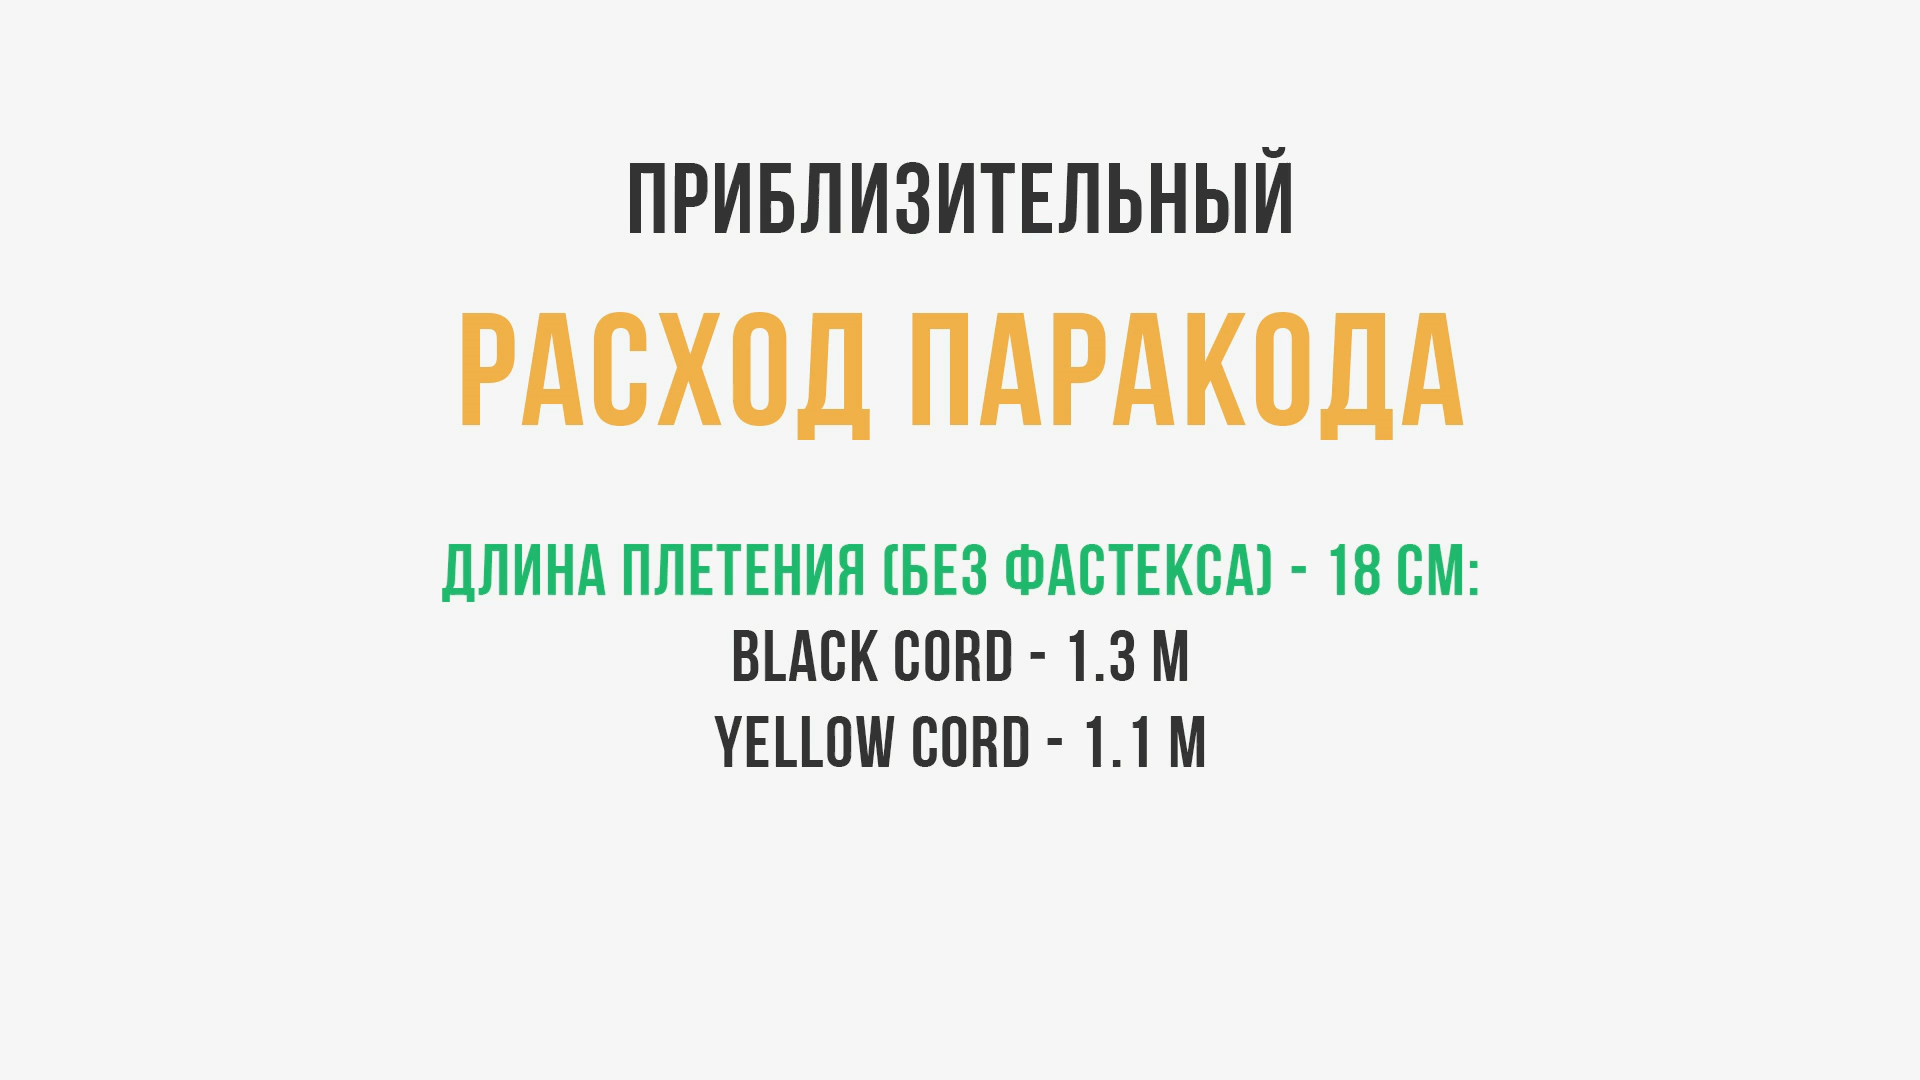 ПРИБЛИЗИТЕЛЬНЫЙ
РАСХОД ПАРАКОДА
ДЛИНА ПЛЕТЕНИЯ (БЕЗ ФАСТЕКСА) - 18 СМ:
BLACK CORD - 1.3 M
YELLOW CORD - 1.1 M